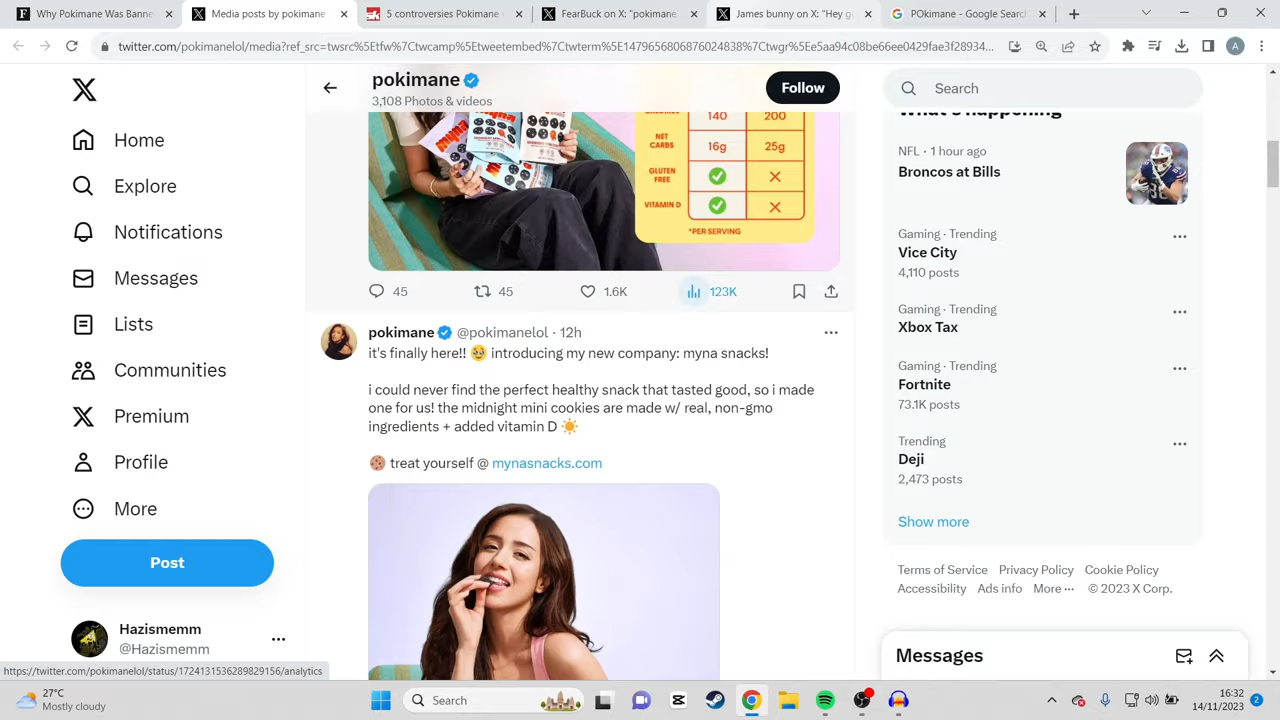 Why Pokimane Was Banne
Media posts by pokimane
5 controversies Pokimane
FearBuck on X: "pokimane
James bunny on X: "Hey g
POkimane - Google Search
twitter.com/pokimanelol/media?ref_src=twsrc%5Etfw%7Ctwcamp%5Etweetembed%7Ctwterm%5E1479656806876024838%7Ctwgr%5Ee5aa94c08be66ee0429fae3f28934...
A
pokimane
3,108 Photos & videos
Follow
Search
Home
Explore
Notifications
Messages
Lists
Communities
Premium
Profile
More
Post
Hazismemm
@Hazismemm
140 200
NET CARBS 16g 25g
GLUTEN FREE
VITAMIN D
*PER SERVING
45 45 1.6K 123K
pokimane @pokimanelol · 12h
it's finally here!! 🥹 introducing my new company: myna snacks!
i could never find the perfect healthy snack that tasted good, so i made
one for us! the midnight mini cookies are made w/ real, non-gmo
ingredients + added vitamin D ☀️
🍪 treat yourself @ mynasnacks.com
What's happening
NFL · 1 hour ago
Broncos at Bills
Gaming · Trending
Vice City
4,110 posts
Gaming · Trending
Xbox Tax
Gaming · Trending
Fortnite
73.1K posts
Trending
Deji
2,473 posts
Show more
Terms of Service Privacy Policy Cookie Policy
Accessibility Ads info More ··· © 2023 X Corp.
Messages
https://twitter.com/pokimanelol/status/1724131536289829156/analytics
27°C
Mostly cloudy
Search
16:32
14/11/2023
2